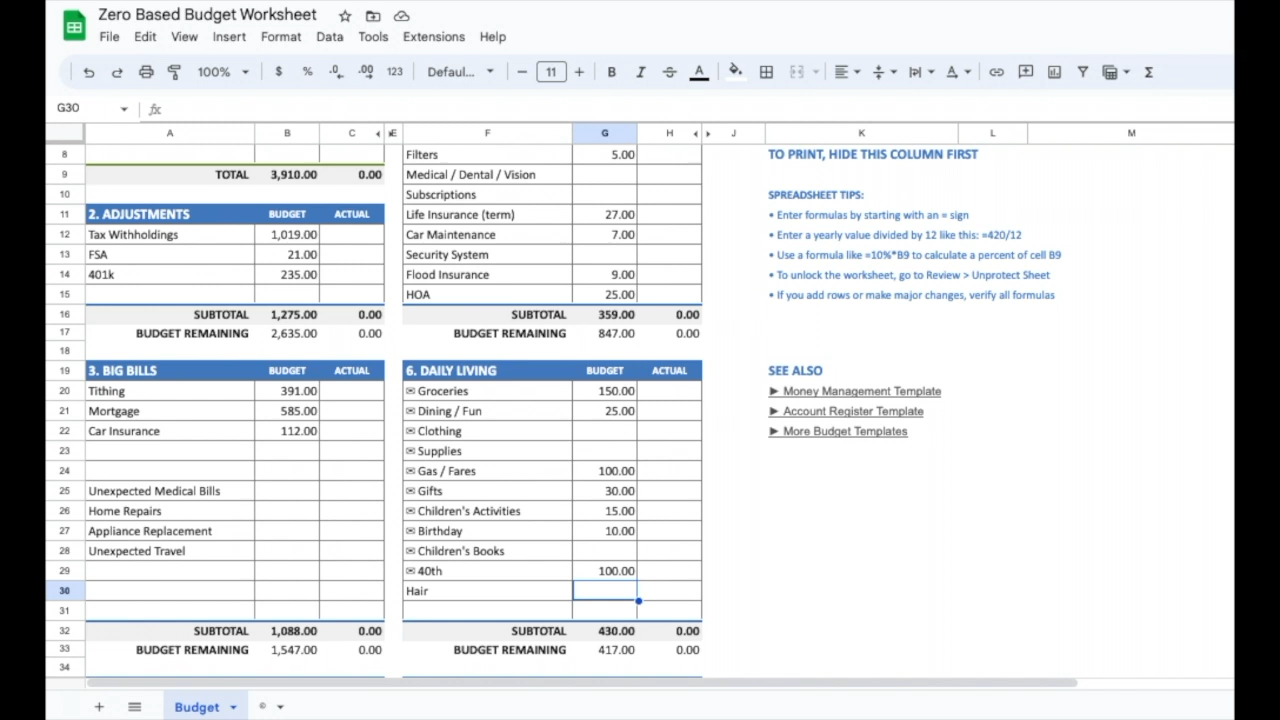 Zero Based Budget Worksheet
File Edit View Insert Format Data Tools Extensions Help
100% $ % .0 .00 123 Defaul... − 11 + B I A Σ
G30 fx
A B C E F G H J K L M
8 Filters 5.00 TO PRINT, HIDE THIS COLUMN FIRST
9 TOTAL 3,910.00 0.00 Medical / Dental / Vision
10 Subscriptions SPREADSHEET TIPS:
11 2. ADJUSTMENTS BUDGET ACTUAL Life Insurance (term) 27.00 • Enter formulas by starting with an = sign
12 Tax Withholdings 1,019.00 Car Maintenance 7.00 • Enter a yearly value divided by 12 like this: =420/12
13 FSA 21.00 Security System • Use a formula like =10%*B9 to calculate a percent of cell B9
14 401k 235.00 Flood Insurance 9.00 • To unlock the worksheet, go to Review > Unprotect Sheet
15 HOA 25.00 • If you add rows or make major changes, verify all formulas
16 SUBTOTAL 1,275.00 0.00 SUBTOTAL 359.00 0.00
17 BUDGET REMAINING 2,635.00 0.00 BUDGET REMAINING 847.00 0.00
18
19 3. BIG BILLS BUDGET ACTUAL 6. DAILY LIVING BUDGET ACTUAL SEE ALSO
20 Tithing 391.00 ✉ Groceries 150.00 ► Money Management Template
21 Mortgage 585.00 ✉ Dining / Fun 25.00 ► Account Register Template
22 Car Insurance 112.00 ✉ Clothing ► More Budget Templates
23 ✉ Supplies
24 ✉ Gas / Fares 100.00
25 Unexpected Medical Bills ✉ Gifts 30.00
26 Home Repairs ✉ Children's Activities 15.00
27 Appliance Replacement ✉ Birthday 10.00
28 Unexpected Travel ✉ Children's Books
29 ✉ 40th 100.00
30 Hair
31
32 SUBTOTAL 1,088.00 0.00 SUBTOTAL 430.00 0.00
33 BUDGET REMAINING 1,547.00 0.00 BUDGET REMAINING 417.00 0.00
34
+ Budget ©